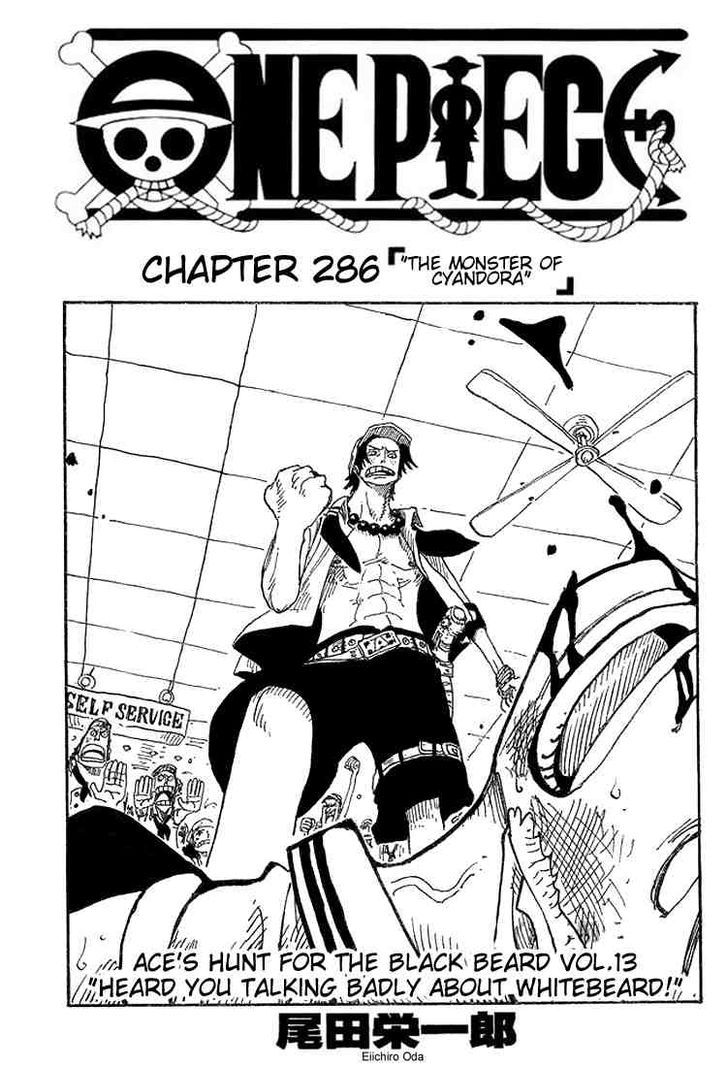 ONE PIECE
CHAPTER 286 『"THE MONSTER OF
CYANDORA"』
SELF SERVICE
ACE'S HUNT FOR THE BLACK BEARD VOL.13
"HEARD YOU TALKING BADLY ABOUT WHITEBEARD!"
尾田栄一郎
Eiichiro Oda